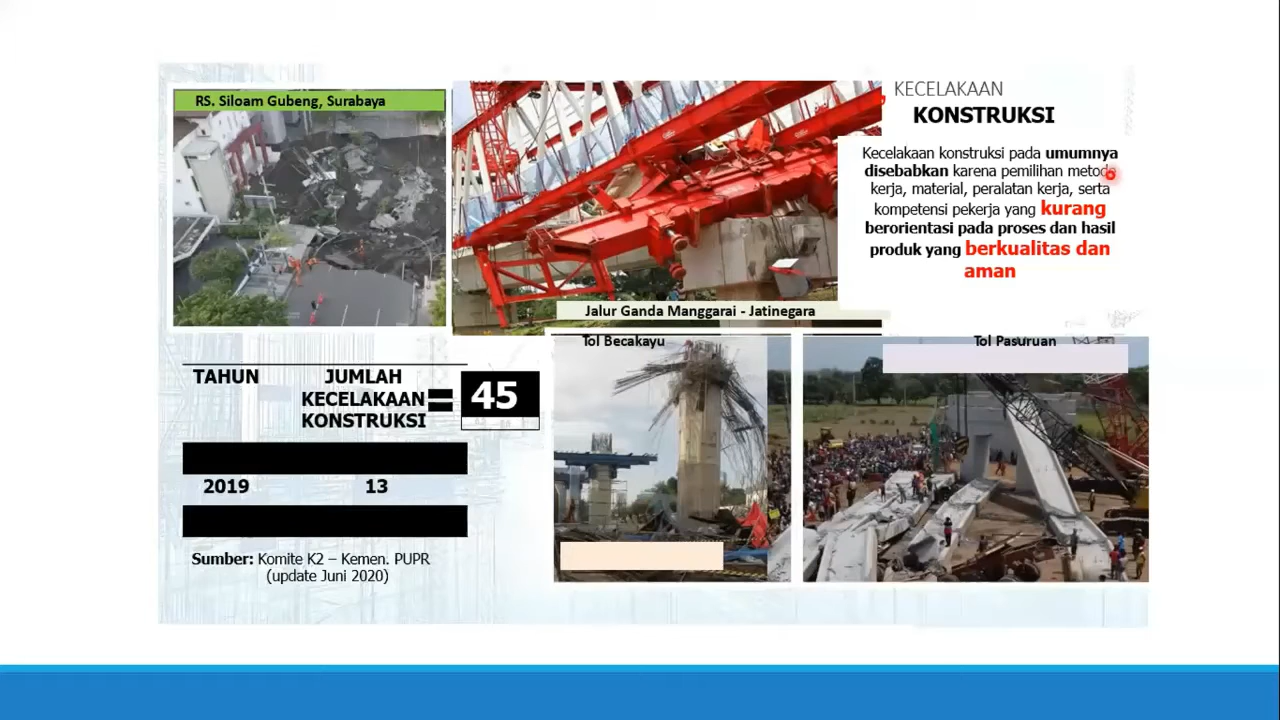 RS. Siloam Gubeng, Surabaya
KECELAKAAN
KONSTRUKSI
Kecelakaan konstruksi pada umumnya
disebabkan karena pemilihan metode
kerja, material, peralatan kerja, serta
kompetensi pekerja yang kurang
berorientasi pada proses dan hasil
produk yang berkualitas dan
aman
Jalur Ganda Manggarai - Jatinegara
Tol Becakayu
Tol Pasuruan
TAHUN
JUMLAH
KECELAKAAN
KONSTRUKSI
= 45
2019 13
Sumber: Komite K2 – Kemen. PUPR
(update Juni 2020)